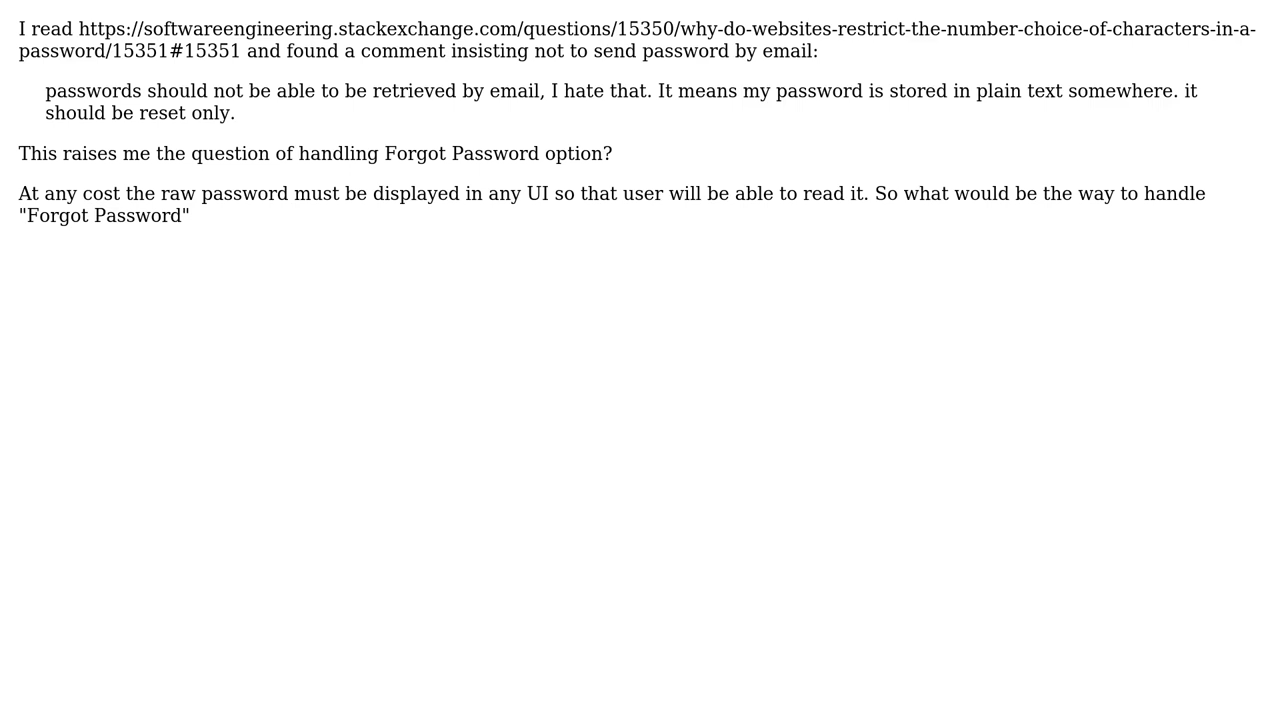 I read https://softwareengineering.stackexchange.com/questions/15350/why-do-websites-restrict-the-number-choice-of-characters-in-a-
password/15351#15351 and found a comment insisting not to send password by email:
passwords should not be able to be retrieved by email, I hate that. It means my password is stored in plain text somewhere. it
should be reset only.
This raises me the question of handling Forgot Password option?
At any cost the raw password must be displayed in any UI so that user will be able to read it. So what would be the way to handle
"Forgot Password"